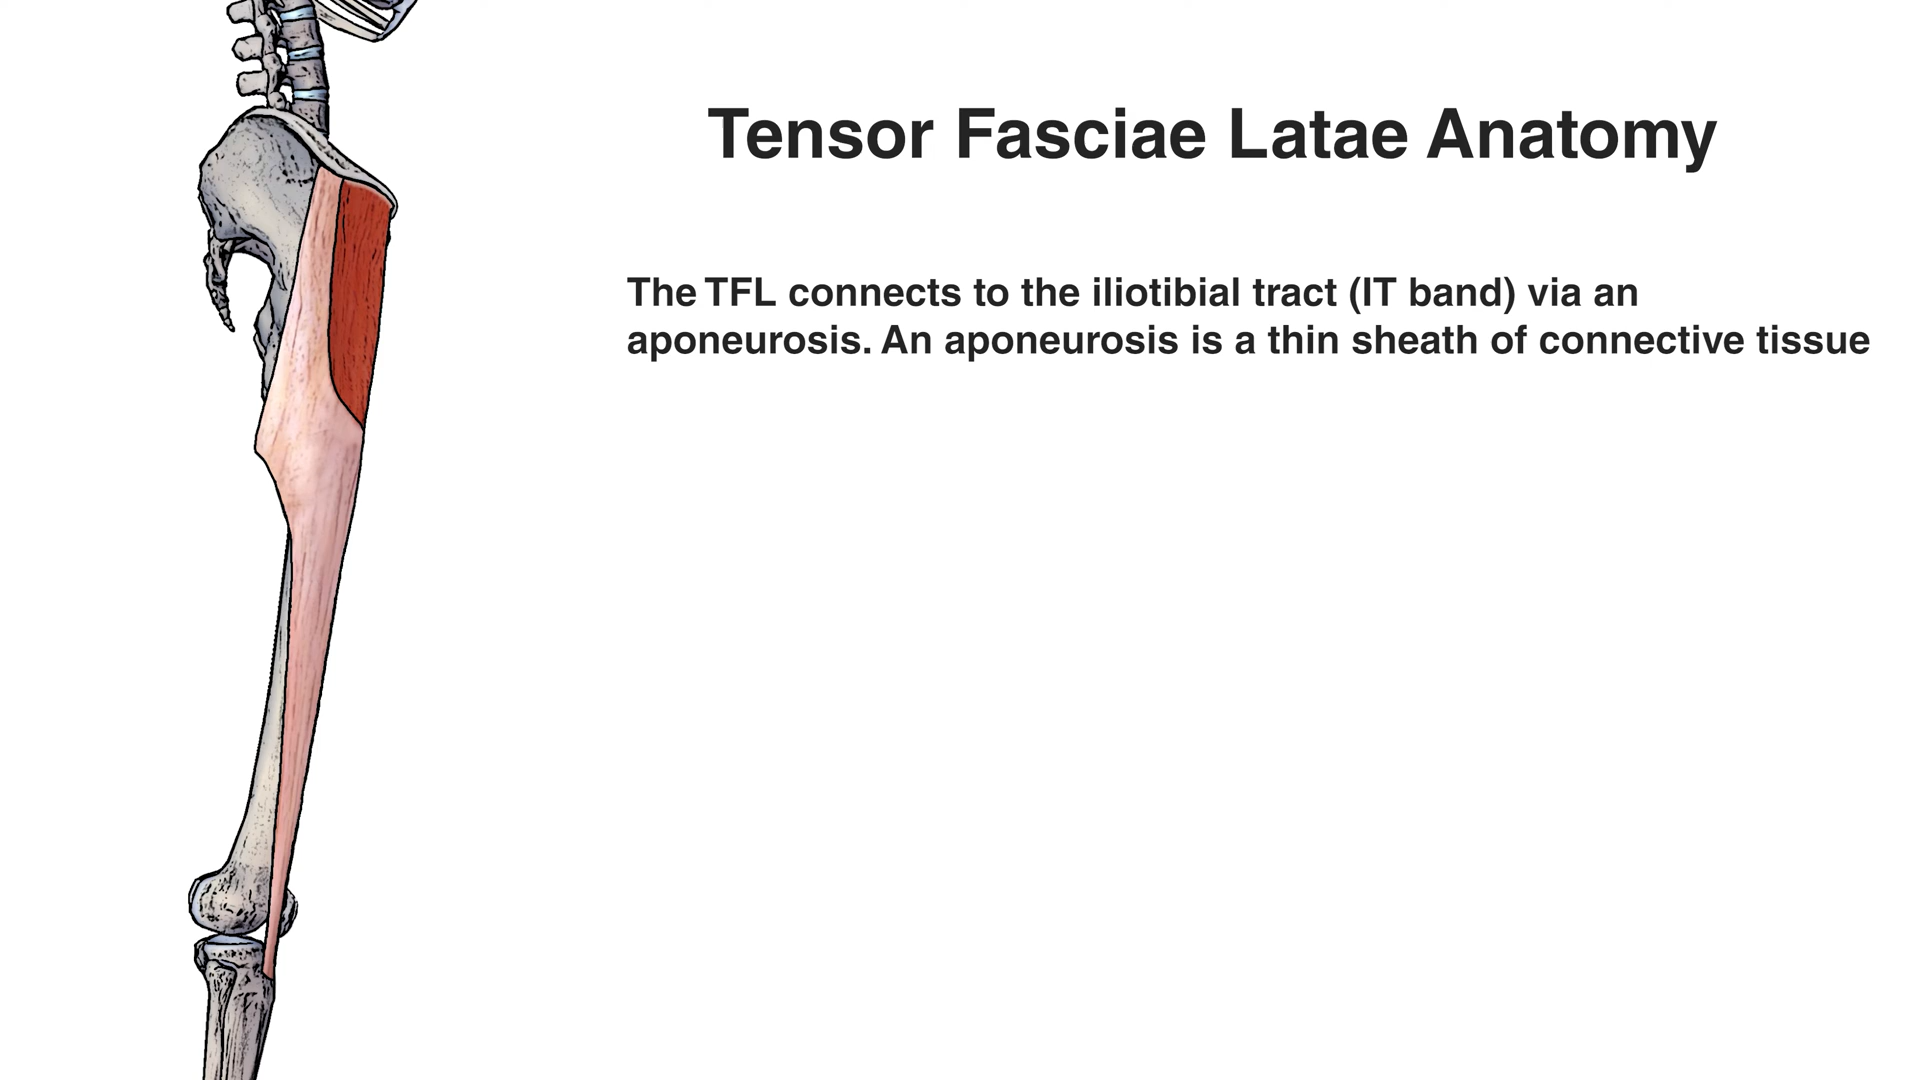 Tensor Fasciae Latae Anatomy
The TFL connects to the iliotibial tract (IT band) via an
aponeurosis. An aponeurosis is a thin sheath of connective tissue